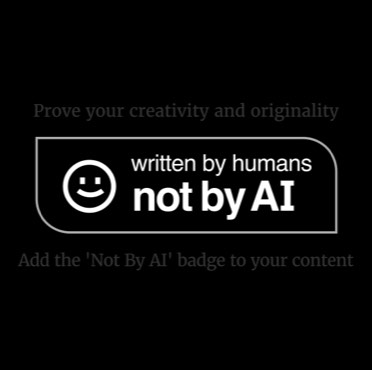 Prove your creativity and originality
written by humans
not by AI
Add the 'Not By AI' badge to your content